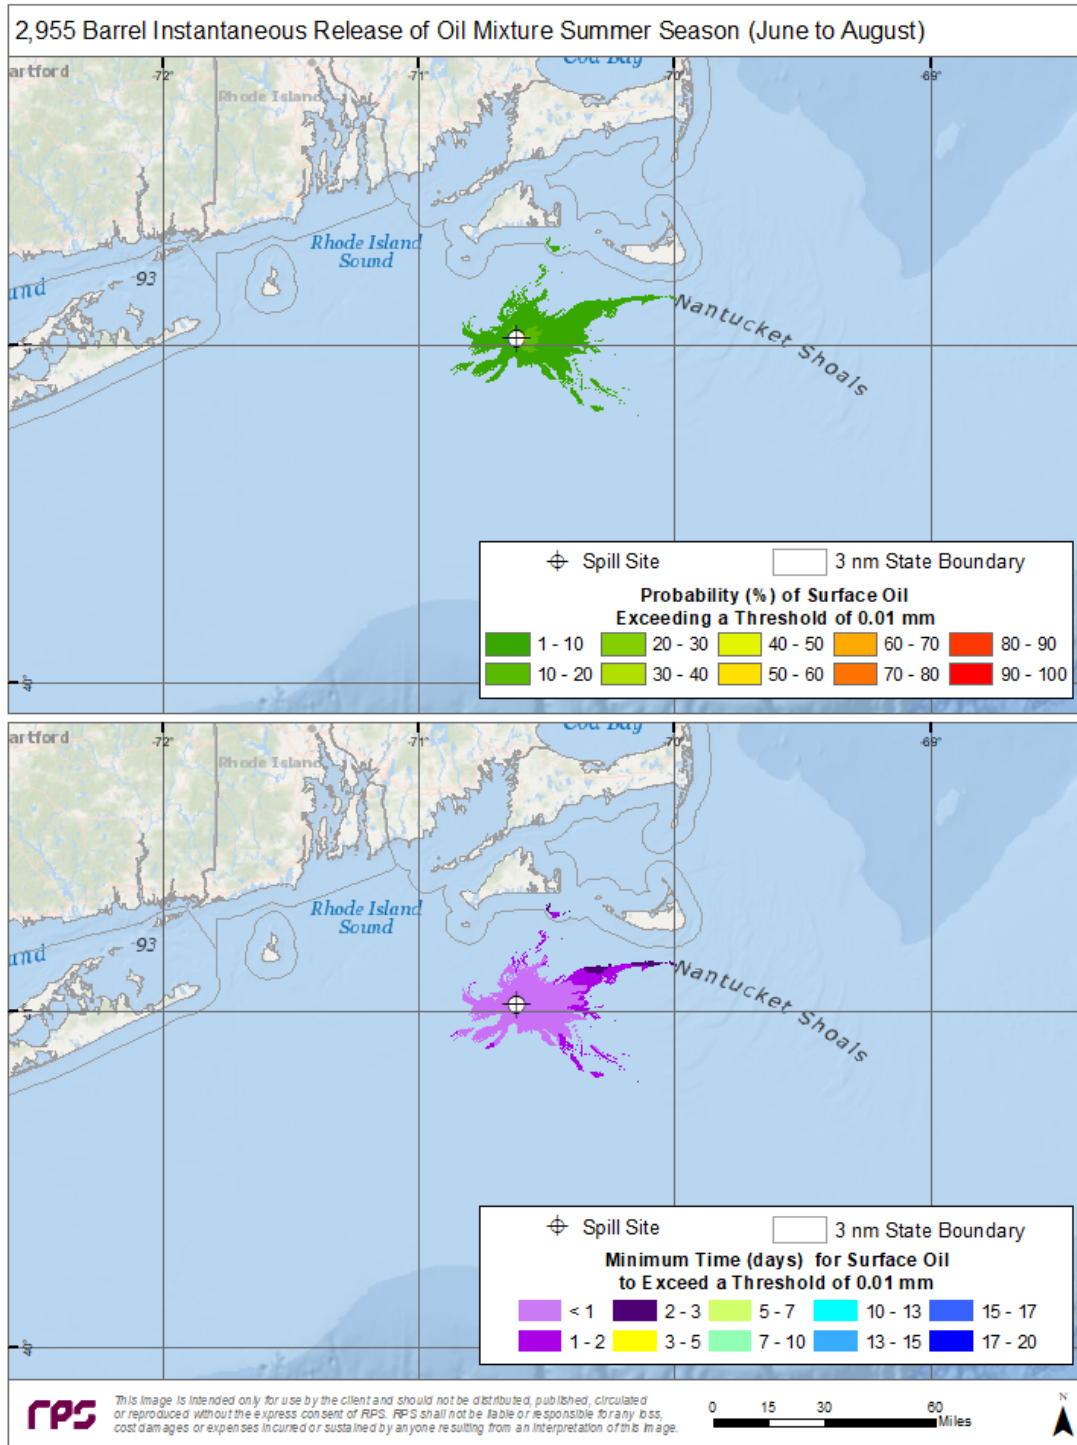 2,955 Barrel Instantaneous Release of Oil Mixture Summer Season (June to August)
artford
-72°
-71°
Cod Bay
-70°
-69°
Rhode Island
Rhode Island
Sound
93
and
Nantucket Shoals
40°
Spill Site
3 nm State Boundary
Probability (%) of Surface Oil
Exceeding a Threshold of 0.01 mm
1 - 10
20 - 30
40 - 50
60 - 70
80 - 90
10 - 20
30 - 40
50 - 60
70 - 80
90 - 100
artford
-72°
-71°
Cod Bay
-70°
-69°
Rhode Island
Rhode Island
Sound
93
and
Nantucket Shoals
40°
Spill Site
3 nm State Boundary
Minimum Time (days) for Surface Oil
to Exceed a Threshold of 0.01 mm
< 1
2 - 3
5 - 7
10 - 13
15 - 17
1 - 2
3 - 5
7 - 10
13 - 15
17 - 20
rps
This image is intended only for use by the client and should not be distributed, published, circulated
or reproduced without the express consent of RPS. RPS shall not be liable or responsible for any loss,
cost damages or expenses incurred or sustained by anyone resulting from an interpretation of this image.
0 15 30 60
Miles
N